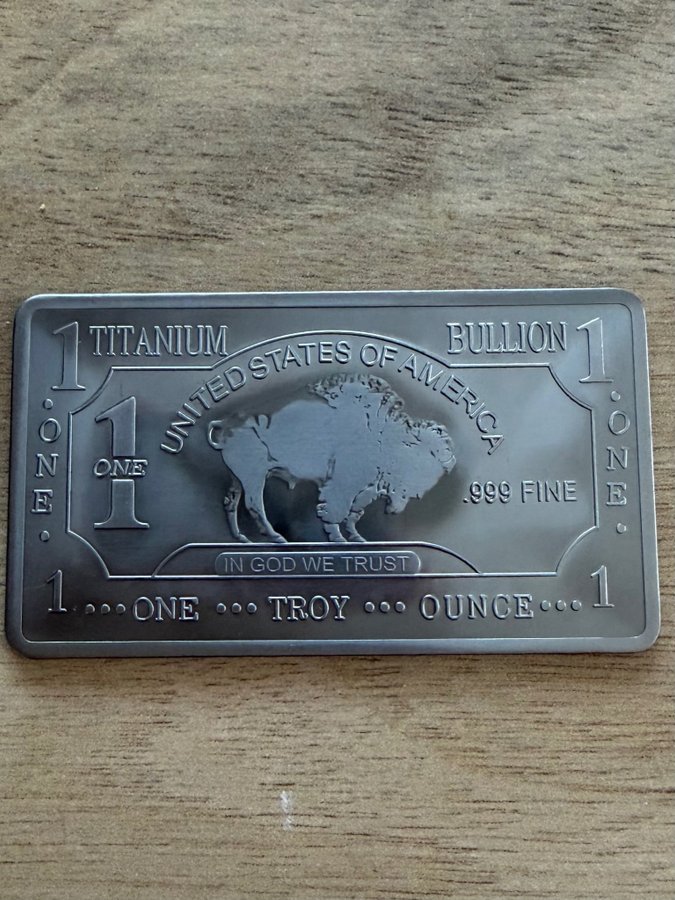 1 TITANIUM BULLION 1
UNITED STATES OF AMERICA
• ONE •
1
ONE
.999 FINE
• ONE •
IN GOD WE TRUST
1 •••ONE ••• TROY ••• OUNCE••• 1